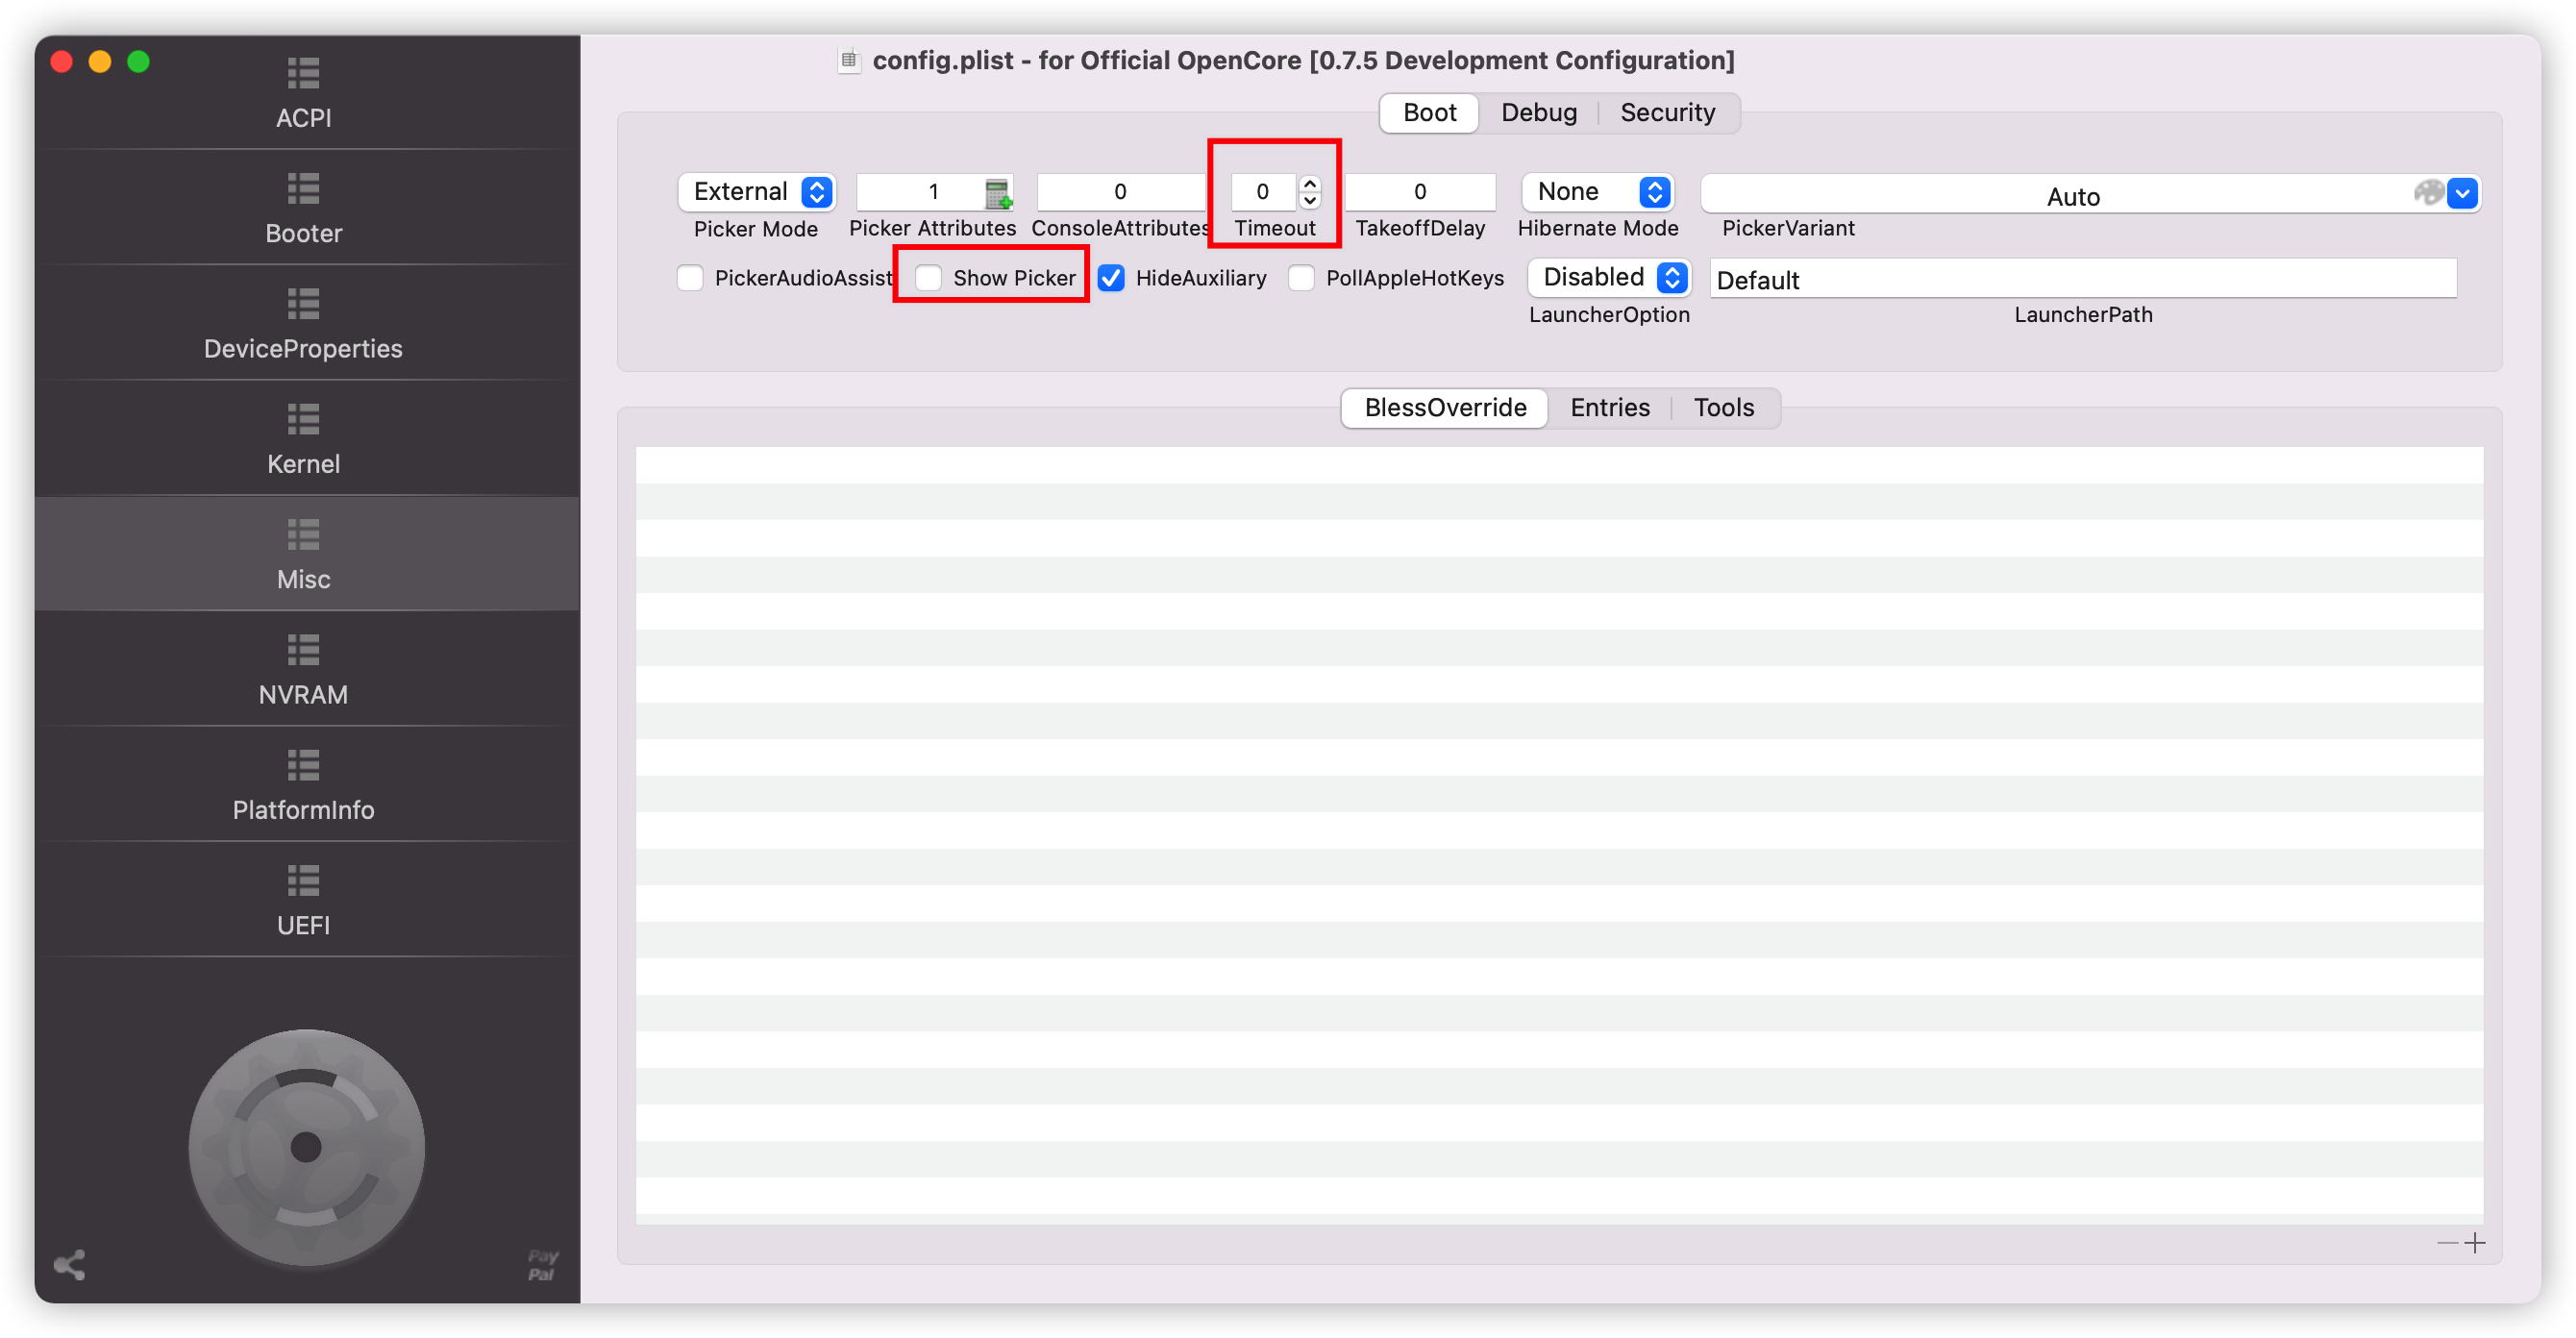 config.plist - for Official OpenCore [0.7.5 Development Configuration]
ACPI
Booter
DeviceProperties
Kernel
Misc
NVRAM
PlatformInfo
UEFI
Pay
Pal
Boot Debug Security
External 1 0 0 0 None Auto
Picker Mode Picker Attributes ConsoleAttributes Timeout TakeoffDelay Hibernate Mode PickerVariant
PickerAudioAssist Show Picker HideAuxiliary PollAppleHotKeys Disabled Default
LauncherOption LauncherPath
BlessOverride Entries Tools